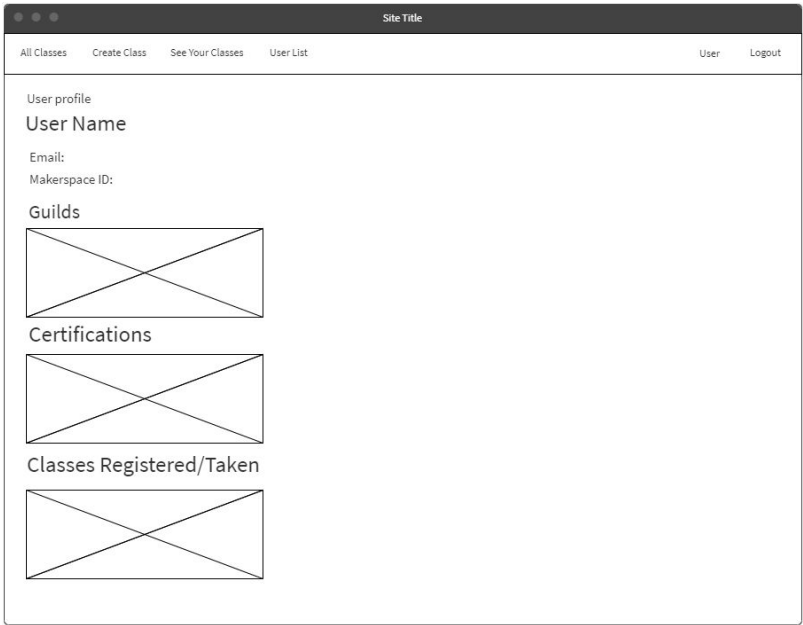 Site Title
All Classes Create Class See Your Classes User List User Logout
User profile
User Name
Email:
Makerspace ID:
Guilds
Certifications
Classes Registered/Taken